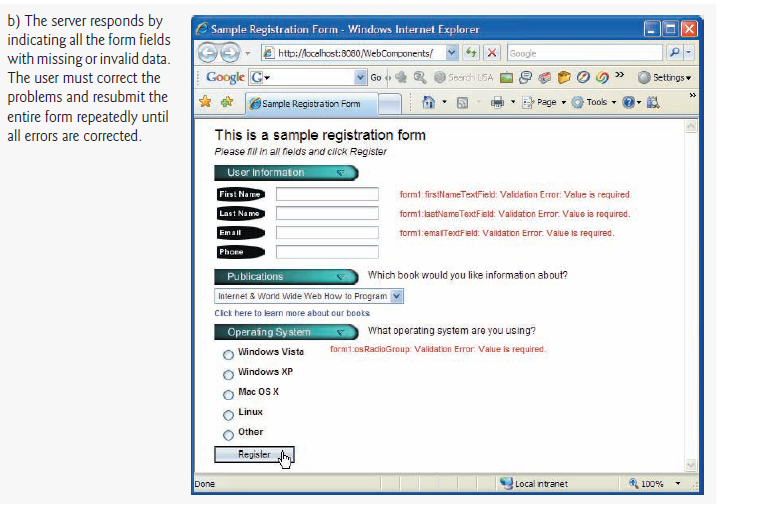 b) The server responds by
indicating all the form fields
with missing or invalid data.
The user must correct the
problems and resubmit the
entire form repeatedly until
all errors are corrected.
Sample Registration Form - Windows Internet Explorer
http://localhost:8080/WebComponents/ Google
Google G Go Search USA » Settings
Sample Registration Form Page Tools »
This is a sample registration form
Please fill in all fields and click Register
User Information
First Name form1:firstNameTextField: Validation Error: Value is required.
Last Name form1:lastNameTextField: Validation Error: Value is required.
Email form1:emailTextField: Validation Error: Value is required.
Phone
Publications Which book would you like information about?
Internet & World Wide Web How to Program
Click here to learn more about our books
Operating System What operating system are you using?
Windows Vista form1:osRadioGroup: Validation Error: Value is required.
Windows XP
Mac OS X
Linux
Other
Register
Done Local intranet 100%